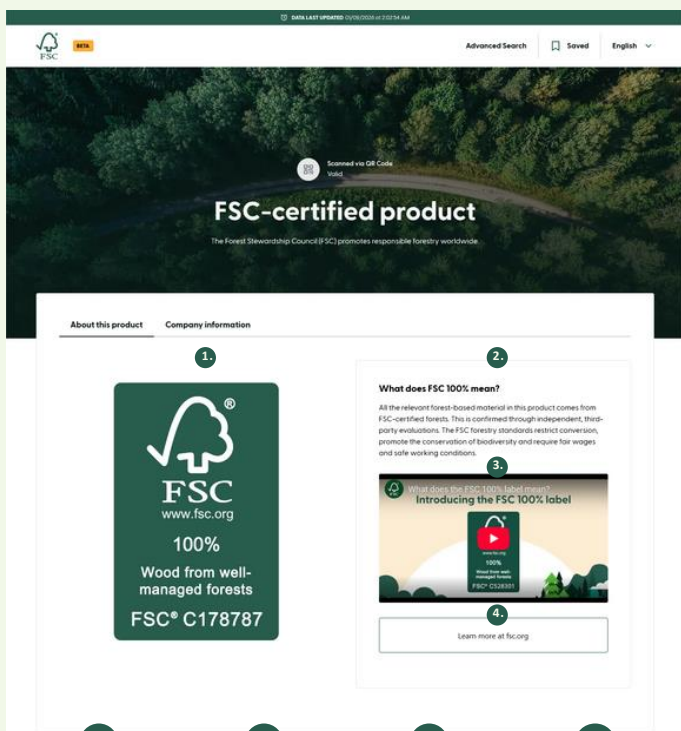 DATA LAST UPDATED 01/08/2026 at 2:02:54 AM
FSC
BETA
Advanced Search
Saved
English
Scanned via QR Code
Valid
FSC-certified product
The Forest Stewardship Council (FSC) promotes responsible forestry worldwide
About this product
Company information
1.
®
FSC
www.fsc.org
100%
Wood from well-
managed forests
FSC® C178787
2.
What does FSC 100% mean?
All the relevant forest-based material in this product comes from
FSC-certified forests. This is confirmed through independent, third-
party evaluations. The FSC forestry standards restrict conversion,
promote the conservation of biodiversity and require fair wages
and safe working conditions.
3.
What does the FSC 100% label mean?
Introducing the FSC 100% label
www.fsc.org
100%
Wood from well-
managed forests
FSC® C528301
4.
Learn more at fsc.org